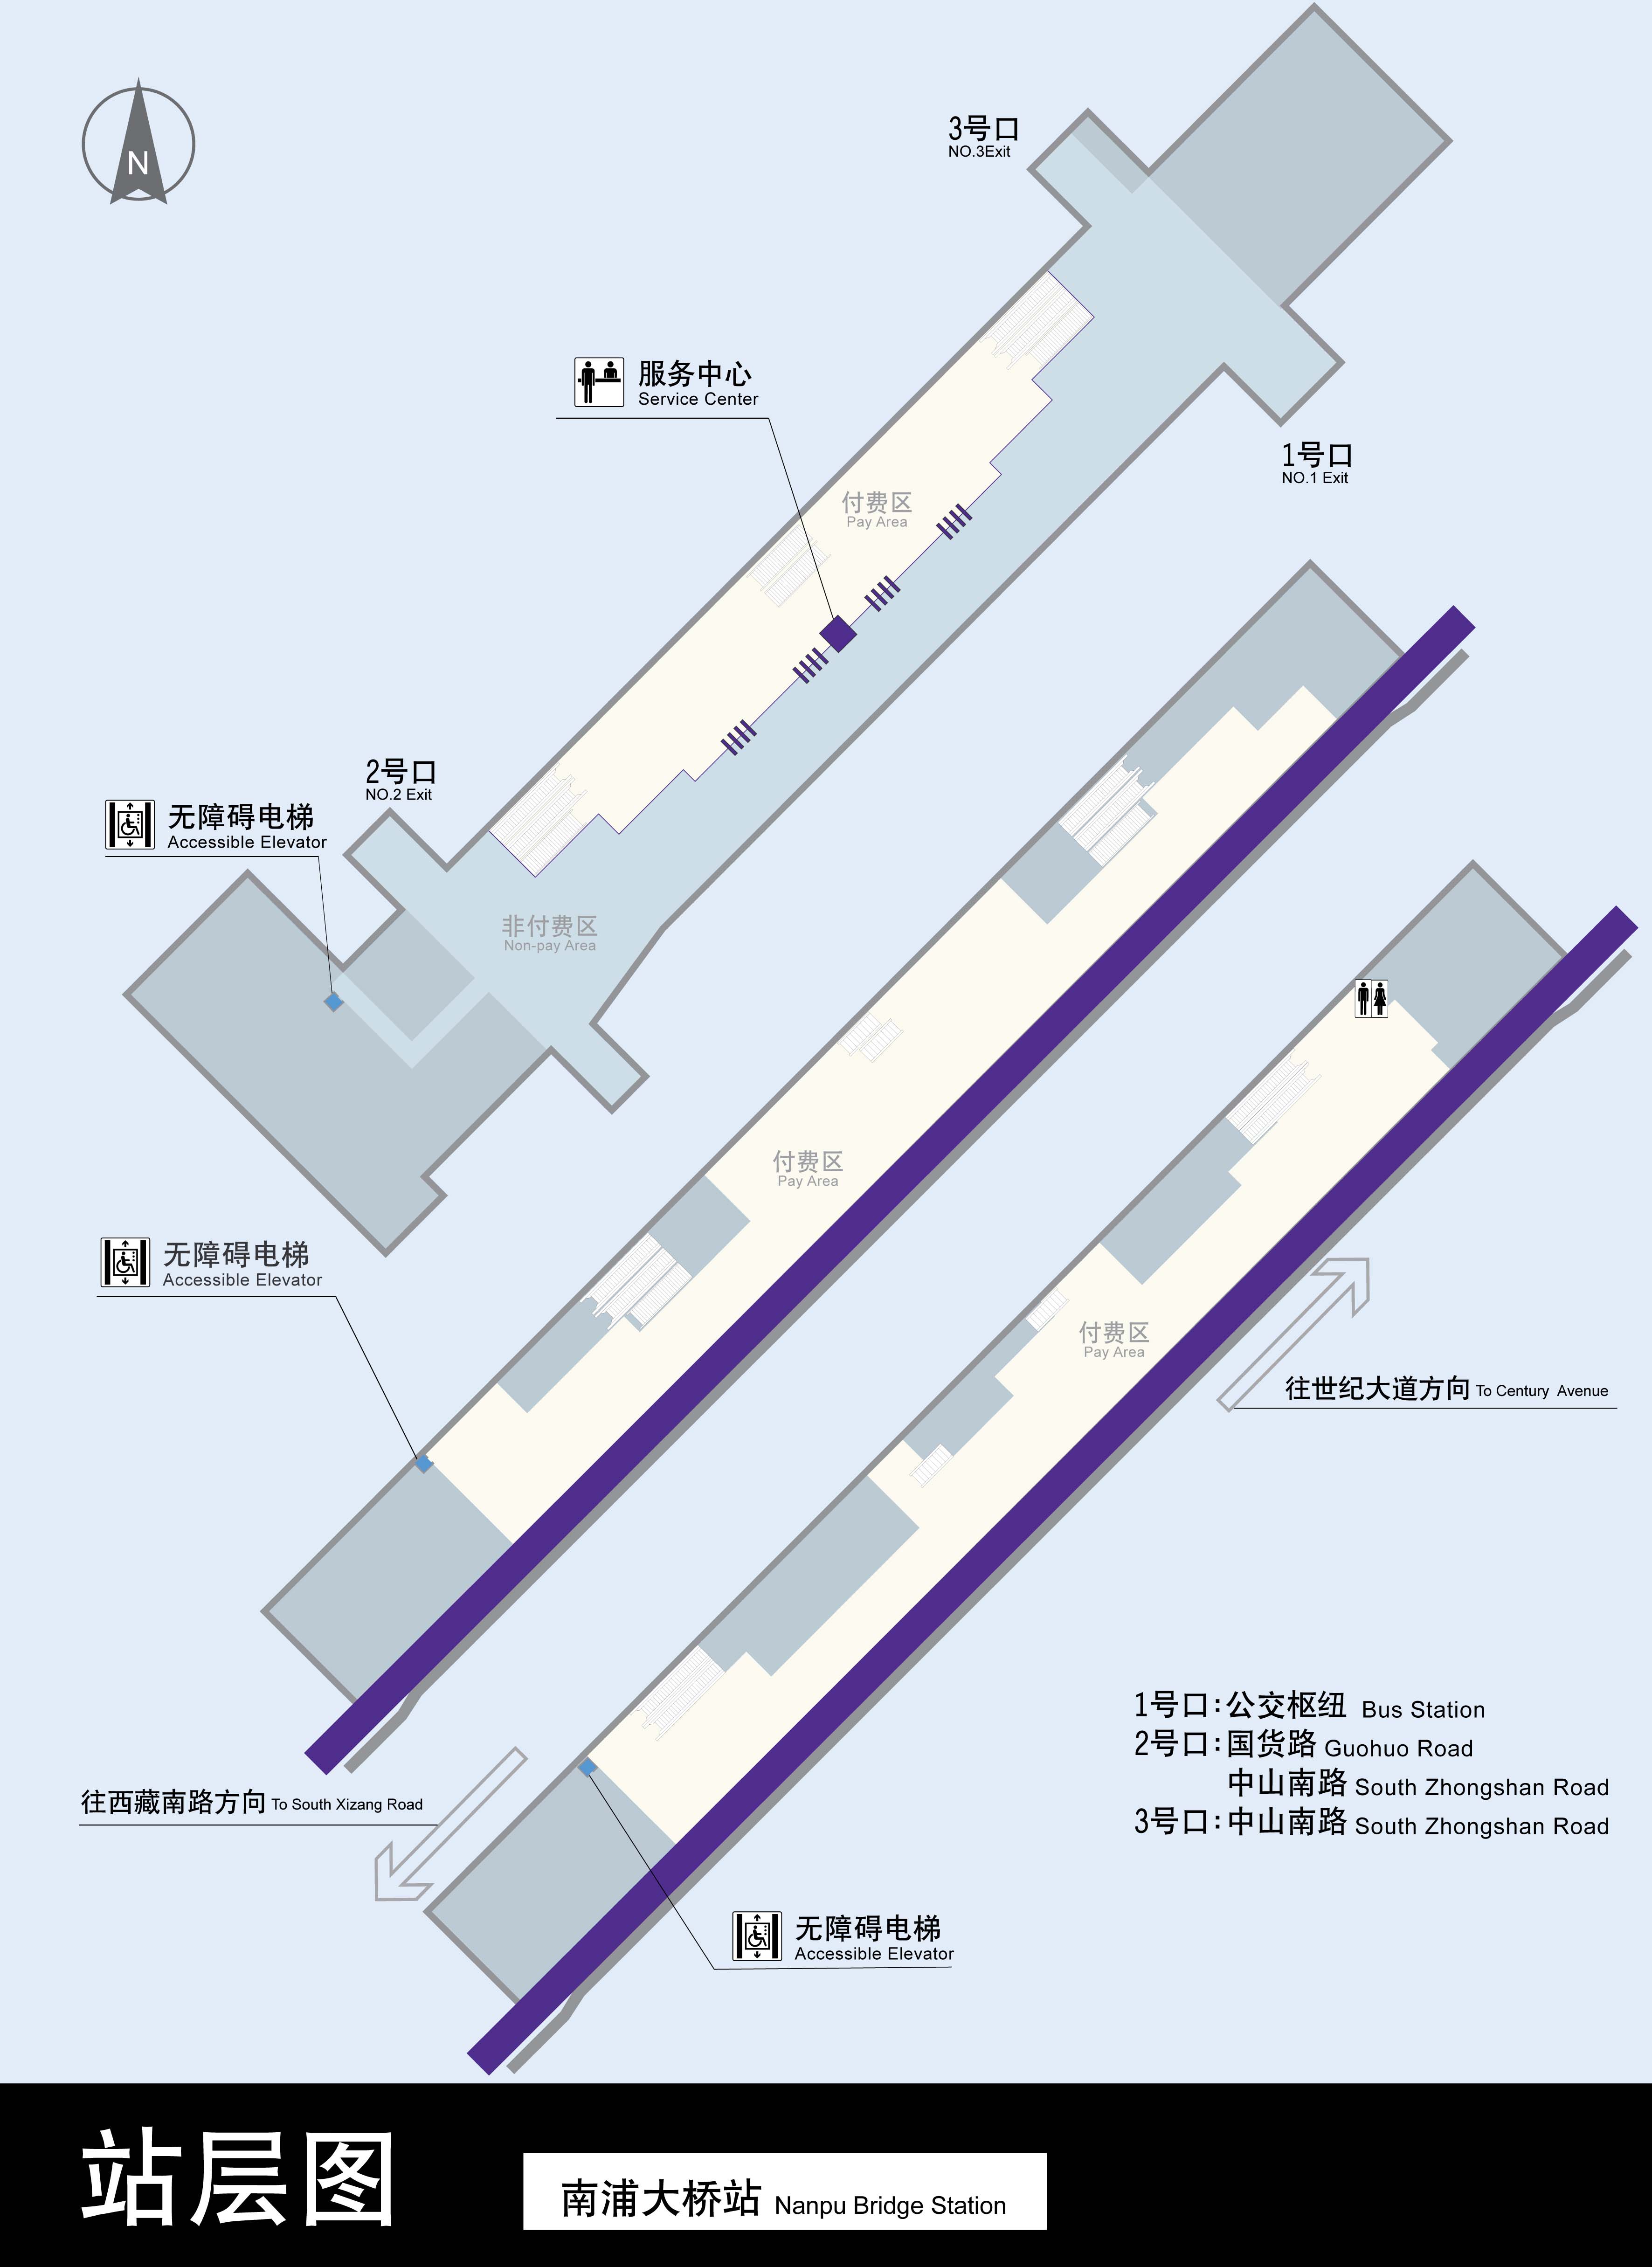 N
3号口
NO.3Exit
服务中心
Service Center
1号口
NO.1 Exit
付费区
Pay Area
2号口
NO.2 Exit
无障碍电梯
Accessible Elevator
非付费区
Non-pay Area
付费区
Pay Area
无障碍电梯
Accessible Elevator
付费区
Pay Area
往世纪大道方向 To Century Avenue
1号口：公交枢纽 Bus Station
2号口：国货路 Guohuo Road
中山南路 South Zhongshan Road
3号口：中山南路 South Zhongshan Road
往西藏南路方向 To South Xizang Road
无障碍电梯
Accessible Elevator
站层图
南浦大桥站 Nanpu Bridge Station